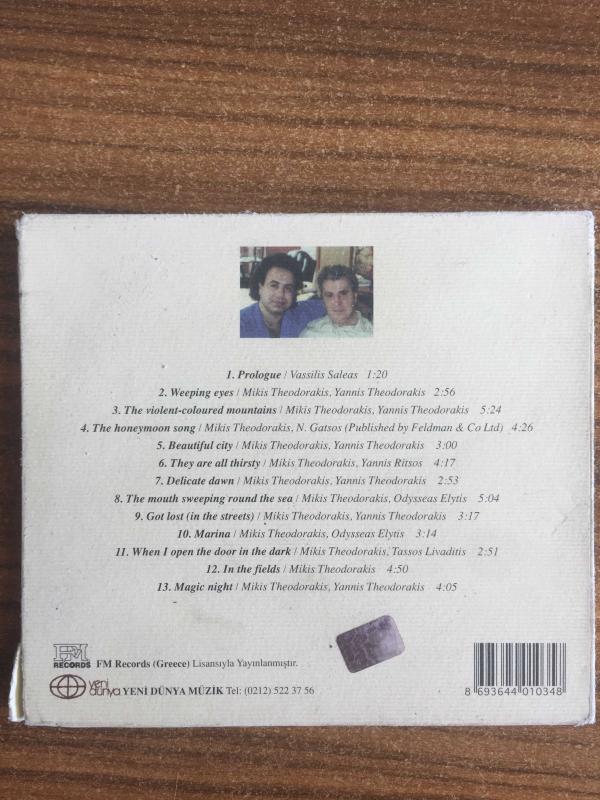 1. Prologue / Vassilis Saleas 1:20
2. Weeping eyes / Mikis Theodorakis, Yannis Theodorakis 2:56
3. The violent-coloured mountains / Mikis Theodorakis, Yannis Theodorakis 5:24
4. The honeymoon song / Mikis Theodorakis, N. Gatsos (Published by Feldman & Co Ltd) 4:26
5. Beautiful city / Mikis Theodorakis, Yannis Theodorakis 3:00
6. They are all thirsty / Mikis Theodorakis, Yannis Ritsos 4:17
7. Delicate dawn / Mikis Theodorakis, Yannis Theodorakis 2:53
8. The mouth sweeping round the sea / Mikis Theodorakis, Odysseas Elytis 5:04
9. Got lost (in the streets) / Mikis Theodorakis, Yannis Theodorakis 3:17
10. Marina / Mikis Theodorakis, Odysseas Elytis 3:14
11. When I open the door in the dark / Mikis Theodorakis, Tassos Livaditis 2:51
12. In the fields / Mikis Theodorakis 4:50
13. Magic night / Mikis Theodorakis, Yannis Theodorakis 4:05
FM
RECORDS FM Records (Greece) Lisansıyla Yayınlanmıştır.
yeni
dünya YENİ DÜNYA MÜZİK Tel: (0212) 522 37 56
8 693644 010348